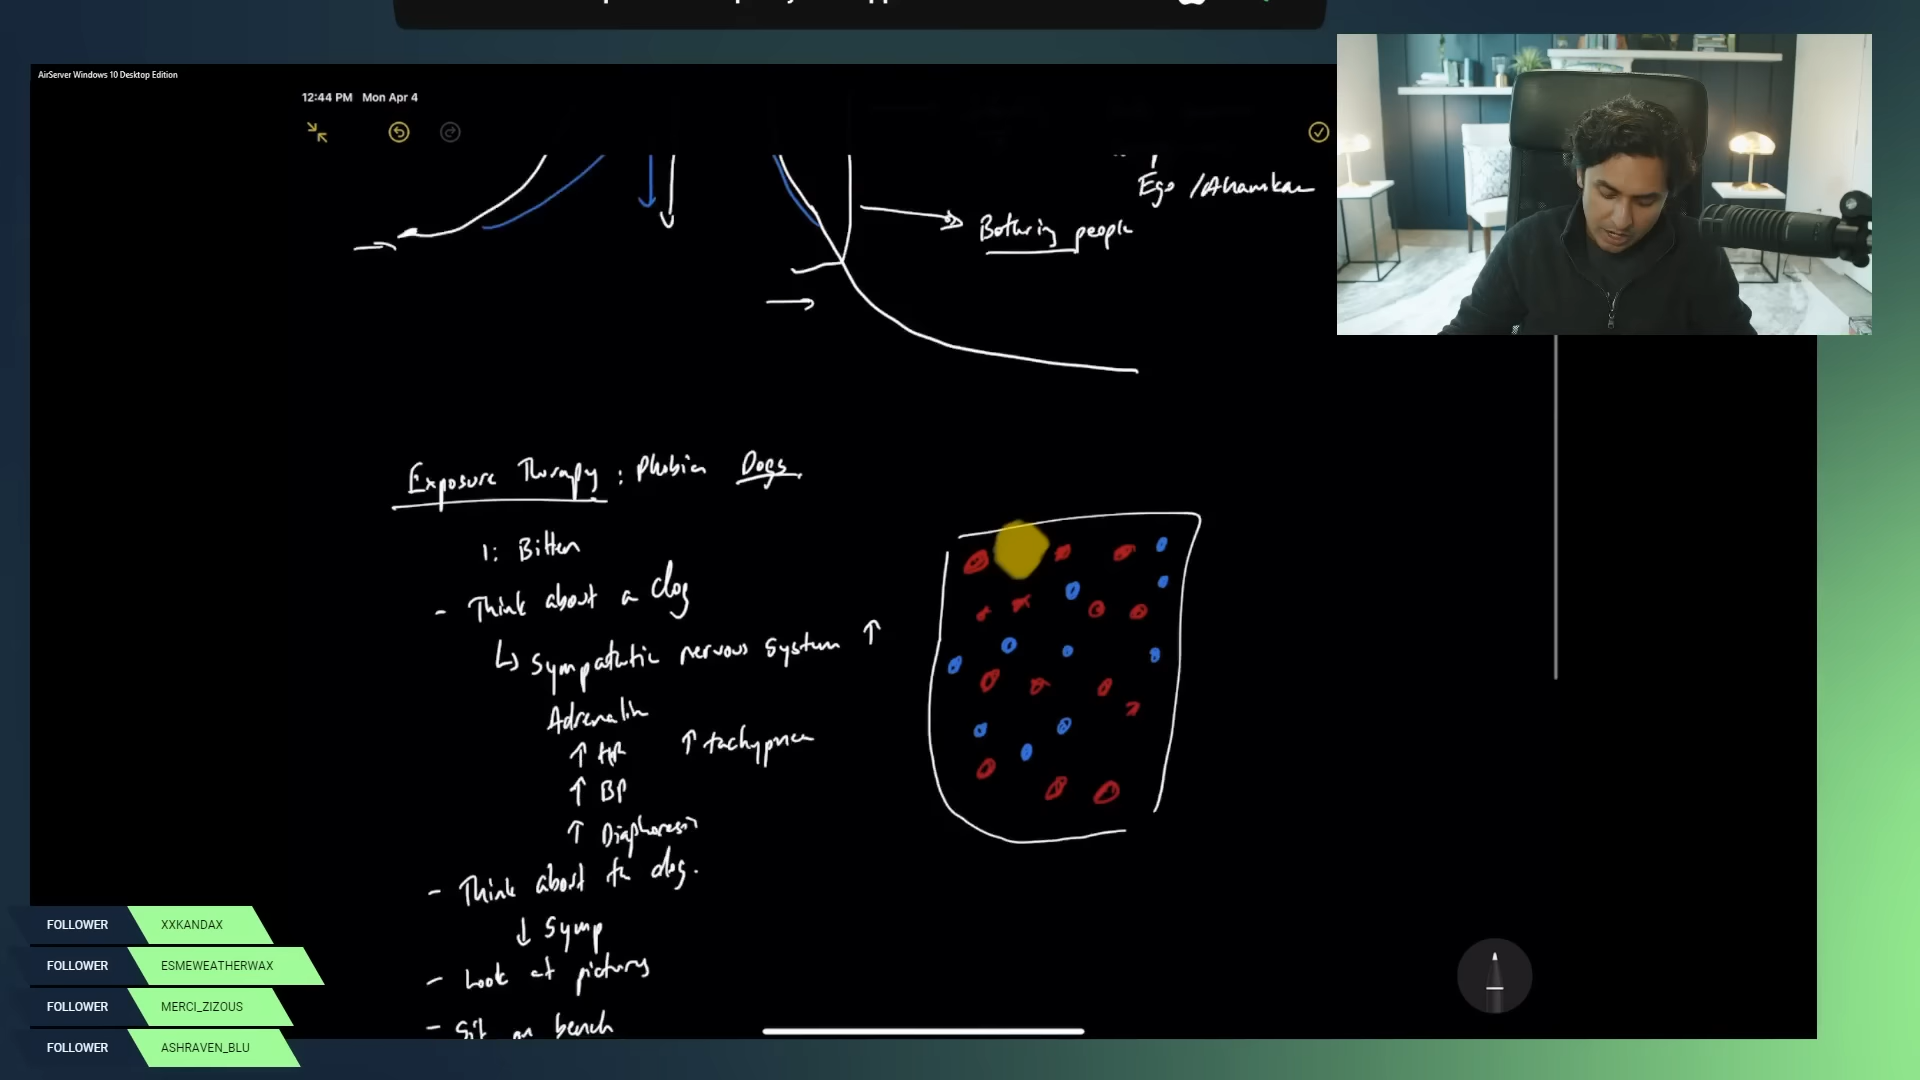 AirServer Windows 10 Desktop Edition
12:44 PM Mon Apr 4
Ego / Ahamkar
Bothering people
Exposure Therapy : Phobia Dogs
1: Bitten
- Think about a dog
↳ Sympathetic nervous system ↑
Adrenalin
↑ HR ↑ tachypnea
↑ BP
↑ Diaphoresis
- Think about the dog.
↓ Symp
- Look at pictures
- Sit on bench
FOLLOWER XXKANDAX
FOLLOWER ESMEWEATHERWAX
FOLLOWER MERCI_ZIZOUS
FOLLOWER ASHRAVEN_BLU